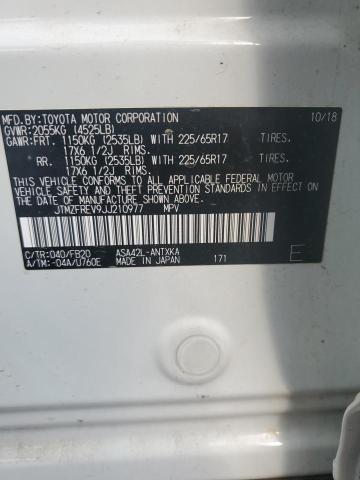 MFD.BY:TOYOTA MOTOR CORPORATION 10/18
GVWR:2055KG (4525LB)
GAWR:FRT. 1150KG (2535LB) WITH 225/65R17 TIRES.
17X6 1/2J RIMS.
RR. 1150KG (2535LB) WITH 225/65R17 TIRES.
17X6 1/2J RIMS.
THIS VEHICLE CONFORMS TO ALL APPLICABLE FEDERAL MOTOR
VEHICLE SAFETY AND THEFT PREVENTION STANDARDS IN EFFECT
ON THE DATE OF MANUFACTURE SHOWN ABOVE.
JTMZFREV9JJ210977 MPV
C/TR:040/FB20 ASA42L-ANTXKA
A/TM:-04A/U760E MADE IN JAPAN 171 E